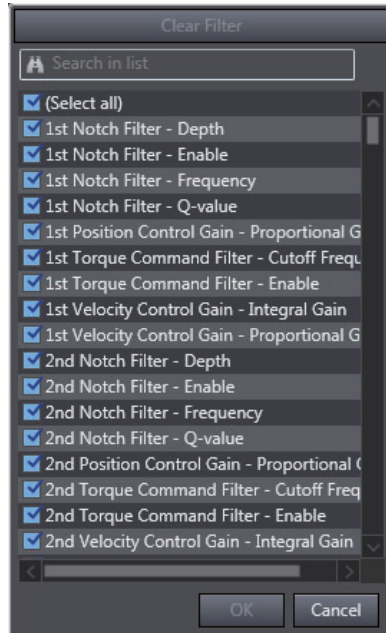 Clear Filter
Search in list
(Select all)
1st Notch Filter - Depth
1st Notch Filter - Enable
1st Notch Filter - Frequency
1st Notch Filter - Q-value
1st Position Control Gain - Proportional G
1st Torque Command Filter - Cutoff Frequ
1st Torque Command Filter - Enable
1st Velocity Control Gain - Integral Gain
1st Velocity Control Gain - Proportional G
2nd Notch Filter - Depth
2nd Notch Filter - Enable
2nd Notch Filter - Frequency
2nd Notch Filter - Q-value
2nd Position Control Gain - Proportional (
2nd Torque Command Filter - Cutoff Freq
2nd Torque Command Filter - Enable
2nd Velocity Control Gain - Integral Gain
OK Cancel